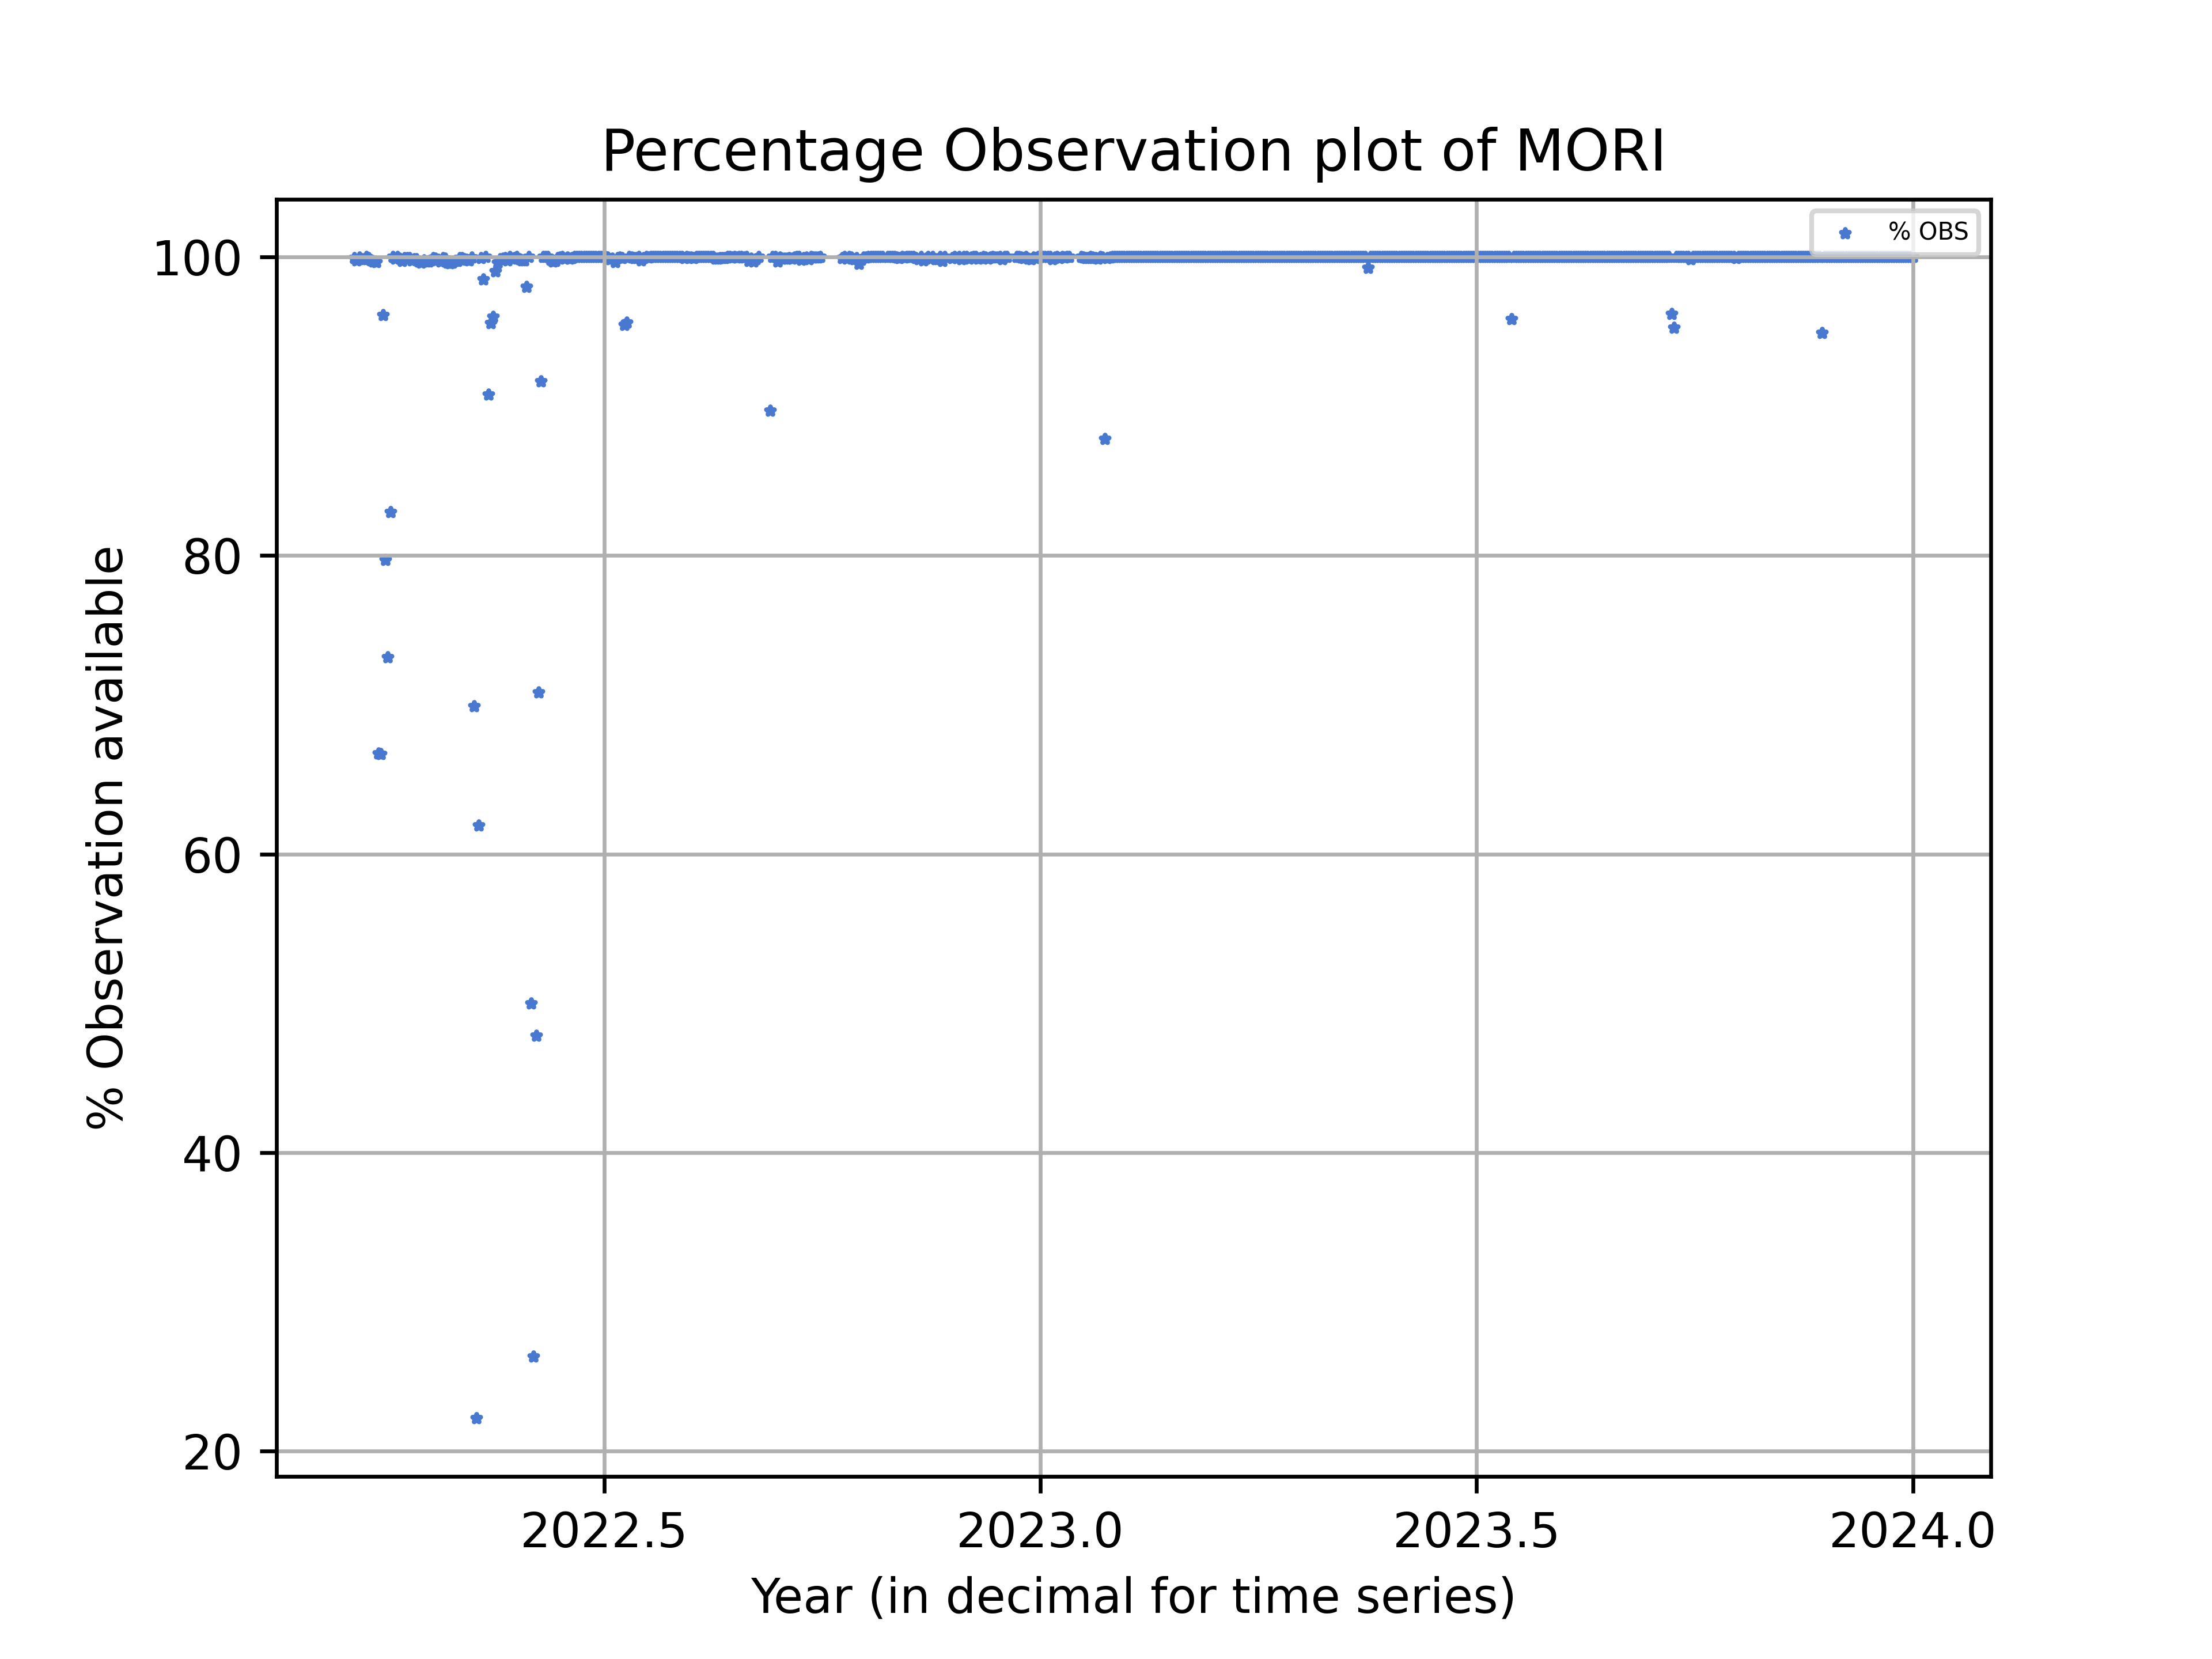 Percentage Observation plot of MORI
% OBS
100
80
60
40
20
% Observation available
2022.5 2023.0 2023.5 2024.0
Year (in decimal for time series)